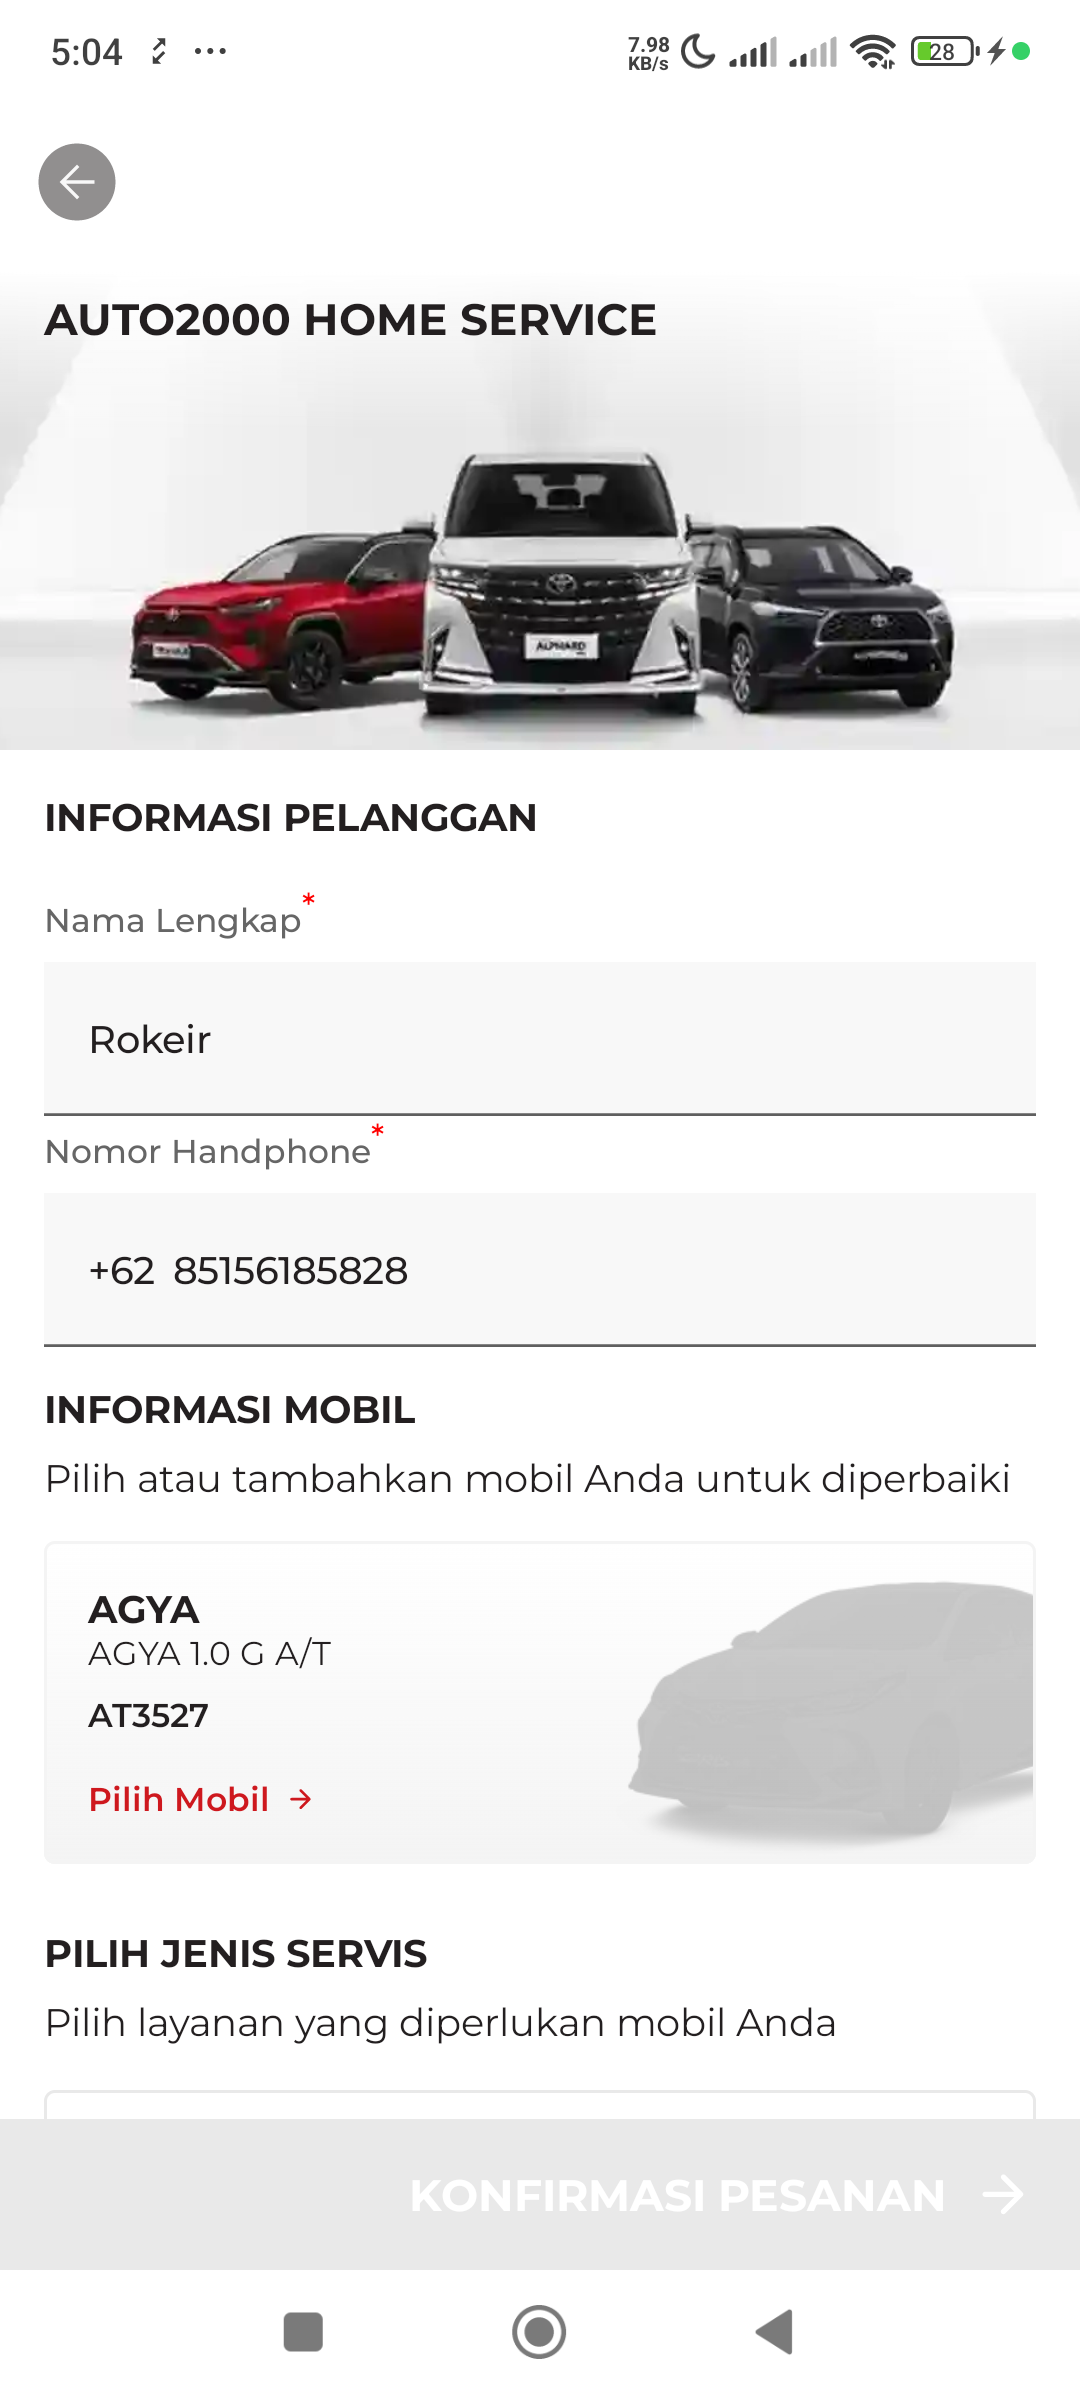 5:04
7.98
KB/s
28
AUTO2000 HOME SERVICE
ALPHARD
INFORMASI PELANGGAN
Nama Lengkap*
Rokeir
Nomor Handphone*
+62 85156185828
INFORMASI MOBIL
Pilih atau tambahkan mobil Anda untuk diperbaiki
AGYA
AGYA 1.0 G A/T
AT3527
Pilih Mobil
PILIH JENIS SERVIS
Pilih layanan yang diperlukan mobil Anda
KONFIRMASI PESANAN